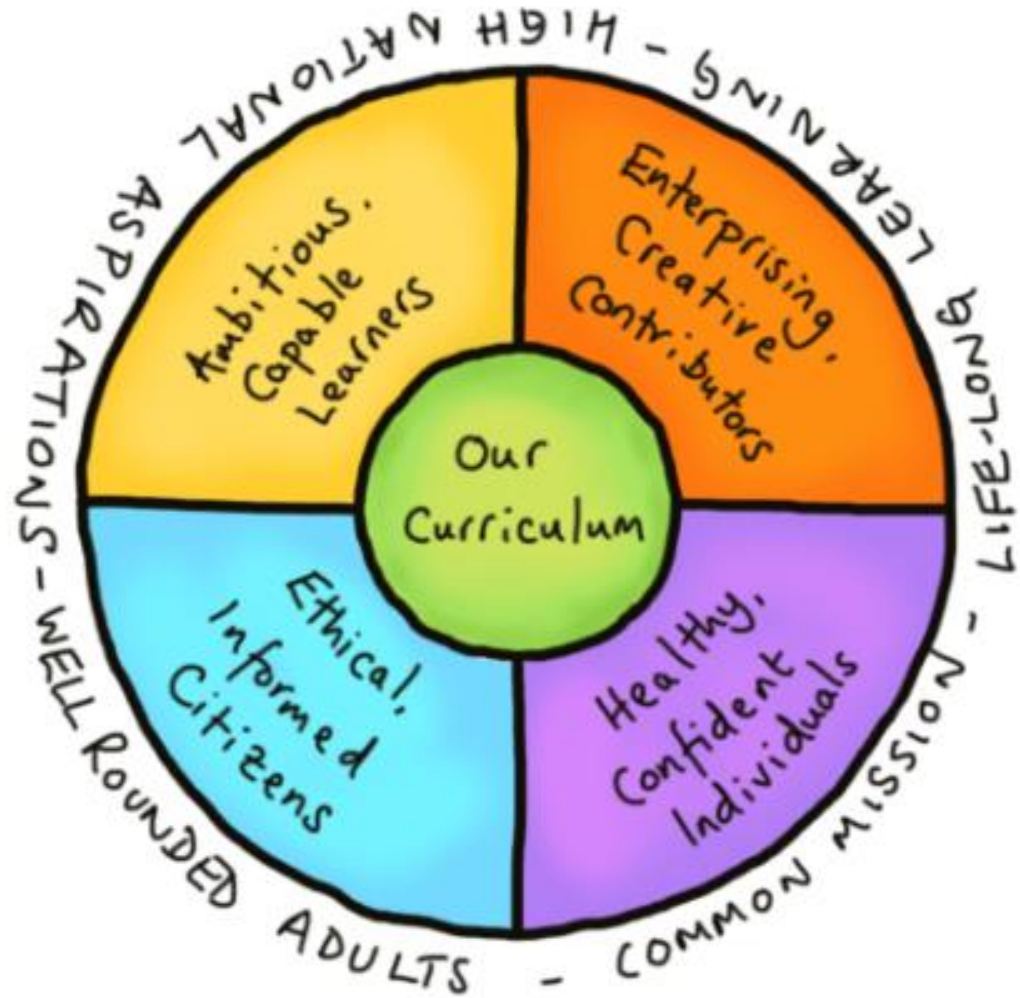 Our
Curriculum
Ambitious.
Capable
Learners
Enterprising,
Creative
Contributors
Ethical,
Informed
Citizens
Healthy,
Confident
Individuals
HIGH NATIONAL ASPIRATIONS - WELL ROUNDED ADULTS - COMMON MISSION - LIFE-LONG LEARNING -